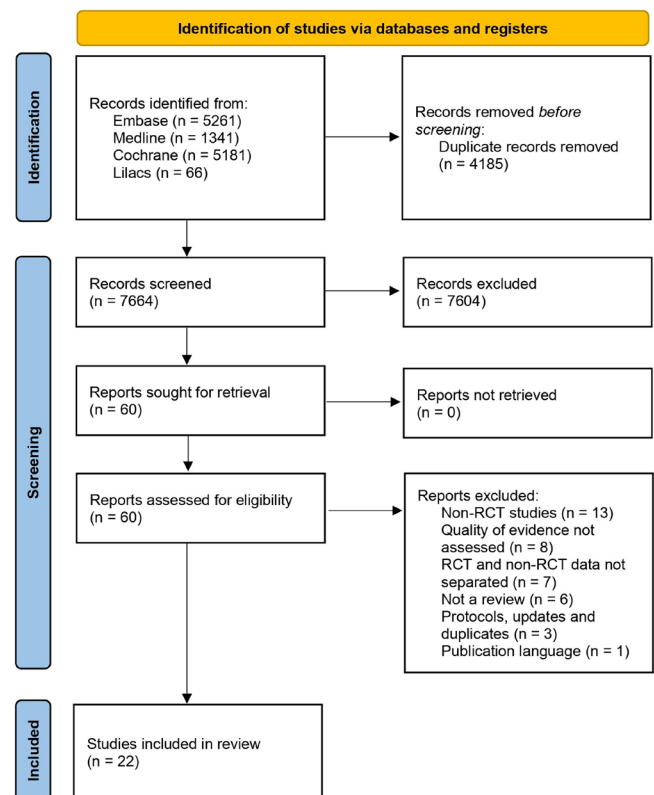 Identification of studies via databases and registers
Identification
Records identified from:
Embase (n = 5261)
Medline (n = 1341)
Cochrane (n = 5181)
Lilacs (n = 66)
Records removed before
screening:
Duplicate records removed
(n = 4185)
Screening
Records screened
(n = 7664)
Records excluded
(n = 7604)
Reports sought for retrieval
(n = 60)
Reports not retrieved
(n = 0)
Reports assessed for eligibility
(n = 60)
Reports excluded:
Non-RCT studies (n = 13)
Quality of evidence not
assessed (n = 8)
RCT and non-RCT data not
separated (n = 7)
Not a review (n = 6)
Protocols, updates and
duplicates (n = 3)
Publication language (n = 1)
Included
Studies included in review
(n = 22)